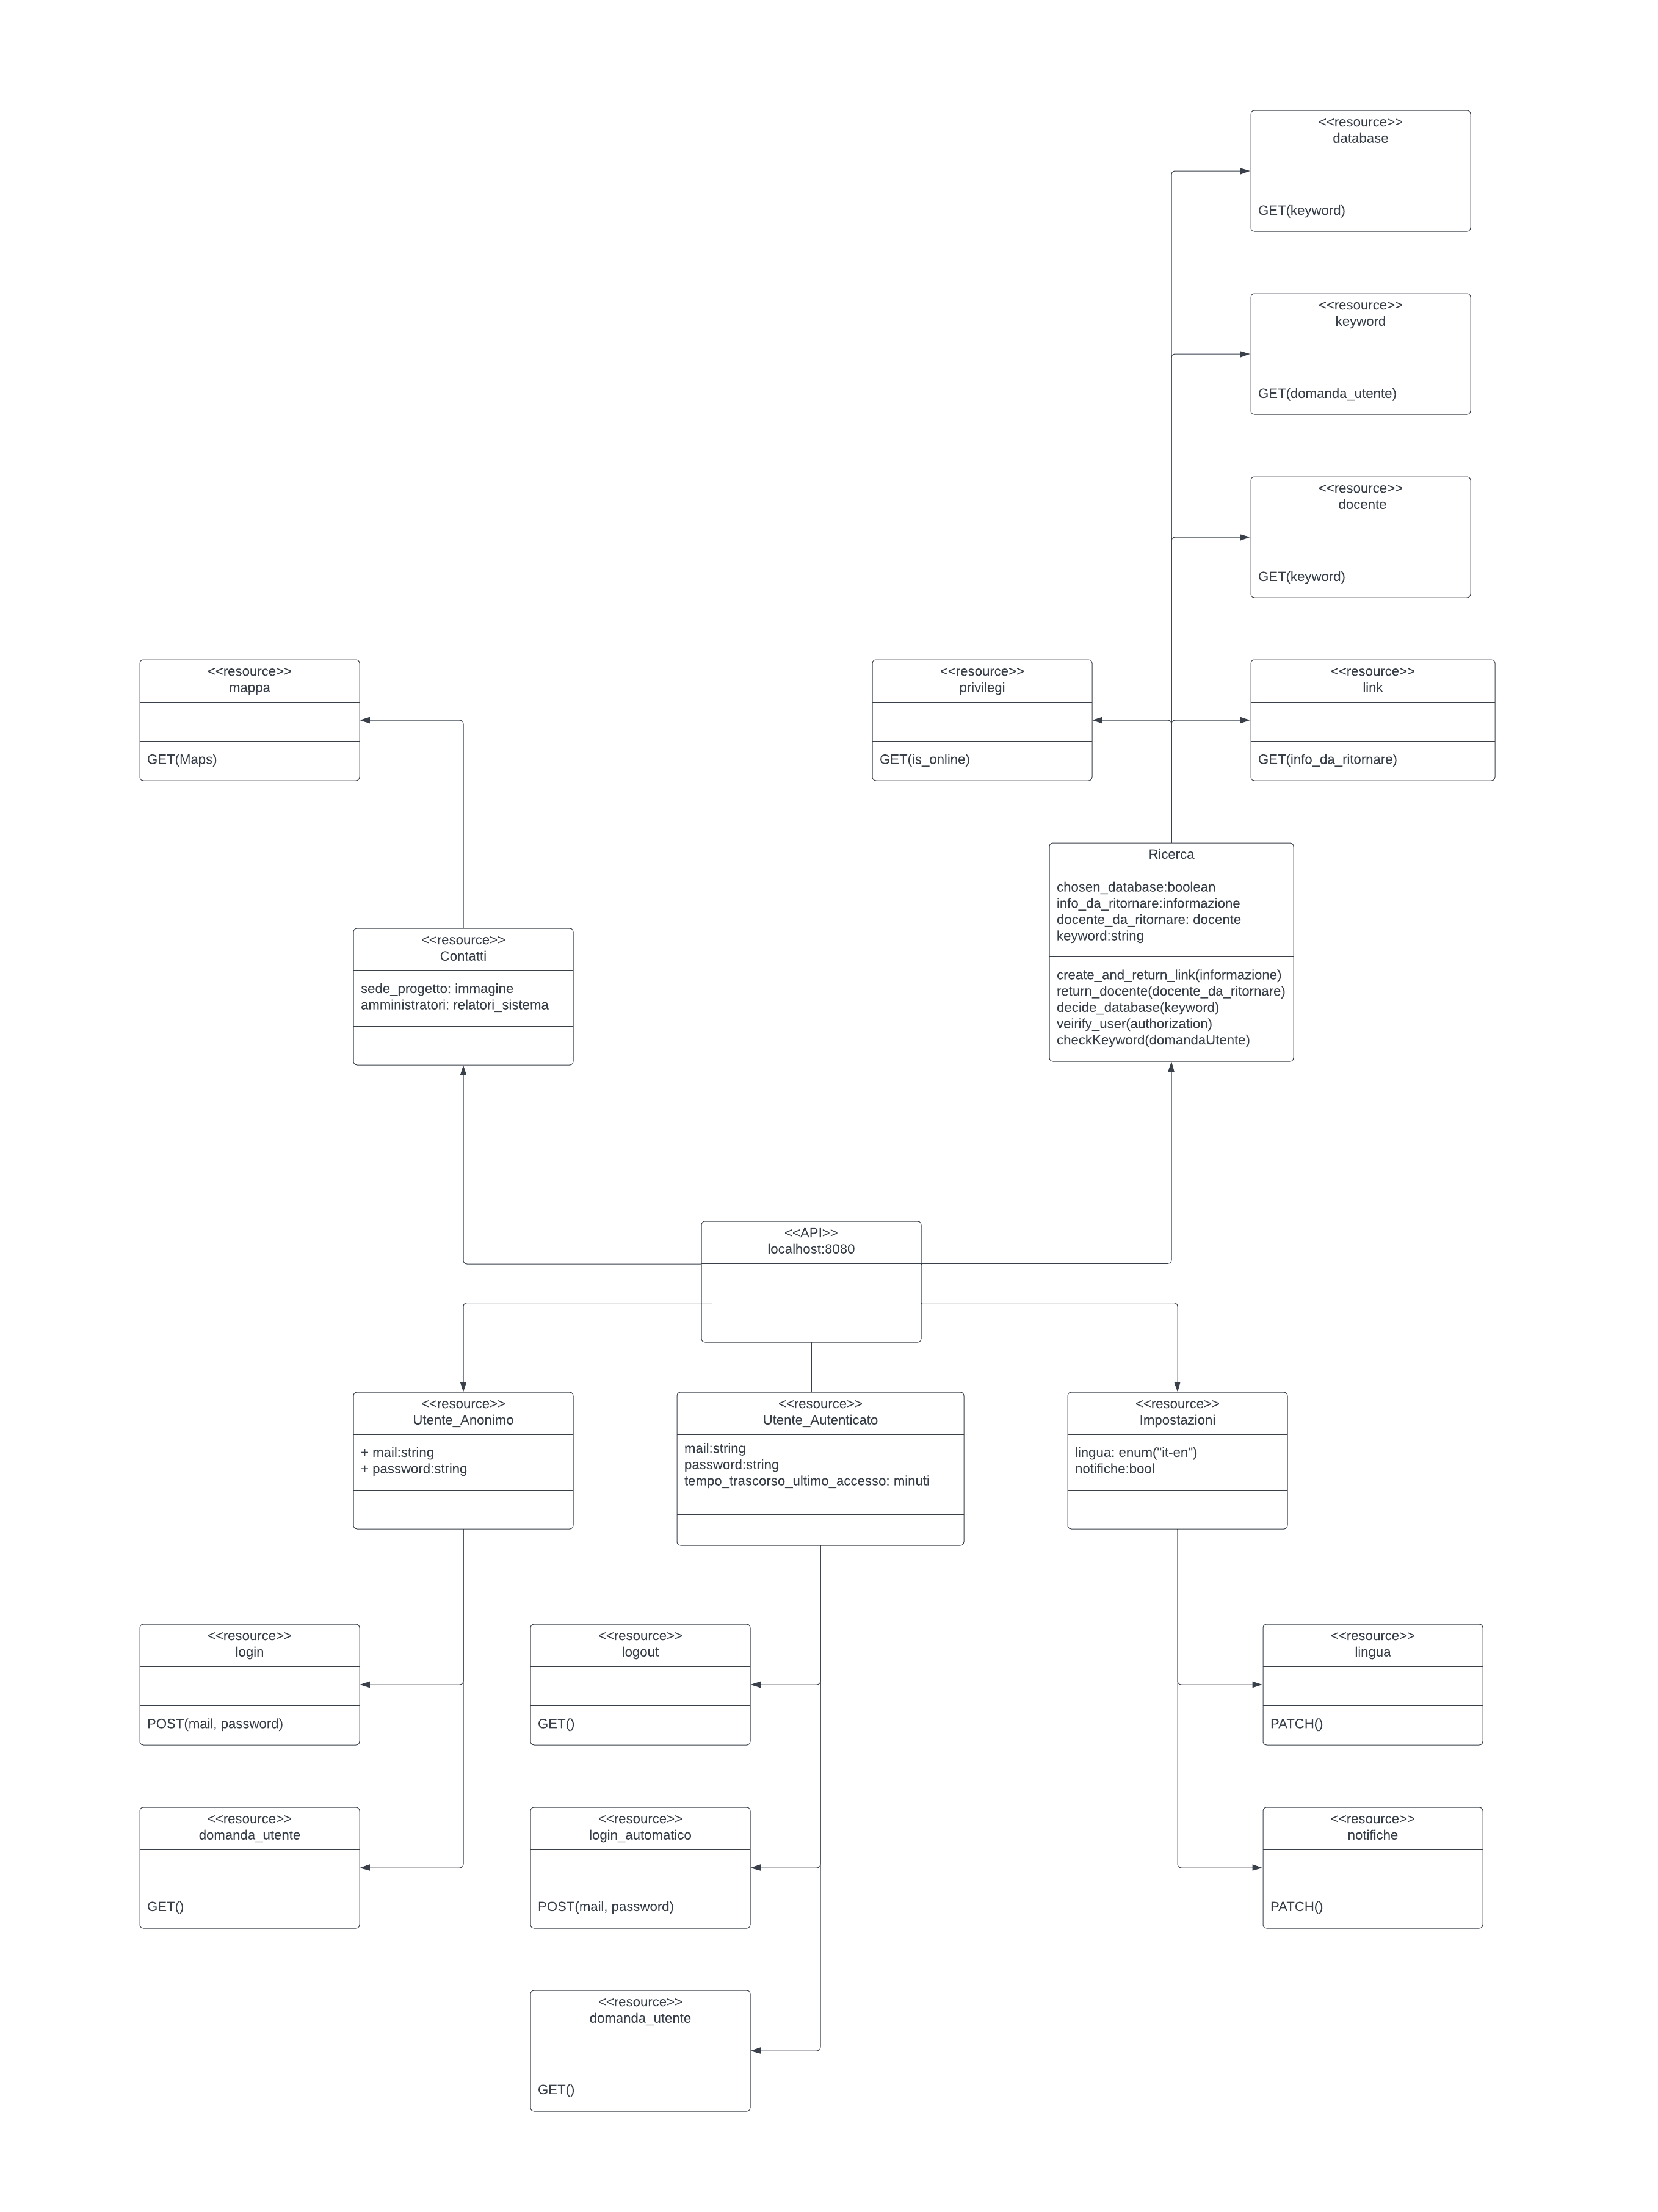 <<resource>>
database
GET(keyword)
<<resource>>
keyword
GET(domanda_utente)
<<resource>>
docente
GET(keyword)
<<resource>>
mappa
GET(Maps)
<<resource>>
privilegi
GET(is_online)
<<resource>>
link
GET(info_da_ritornare)
Ricerca
chosen_database:boolean
info_da_ritornare:informazione
docente_da_ritornare: docente
keyword:string
create_and_return_link(informazione)
return_docente(docente_da_ritornare)
decide_database(keyword)
veirify_user(authorization)
checkKeyword(domandaUtente)
<<resource>>
Contatti
sede_progetto: immagine
amministratori: relatori_sistema
<<API>>
localhost:8080
<<resource>>
Utente_Anonimo
+ mail:string
+ password:string
<<resource>>
Utente_Autenticato
mail:string
password:string
tempo_trascorso_ultimo_accesso: minuti
<<resource>>
Impostazioni
lingua: enum("it-en")
notifiche:bool
<<resource>>
login
POST(mail, password)
<<resource>>
logout
GET()
<<resource>>
lingua
PATCH()
<<resource>>
domanda_utente
GET()
<<resource>>
login_automatico
POST(mail, password)
<<resource>>
notifiche
PATCH()
<<resource>>
domanda_utente
GET()